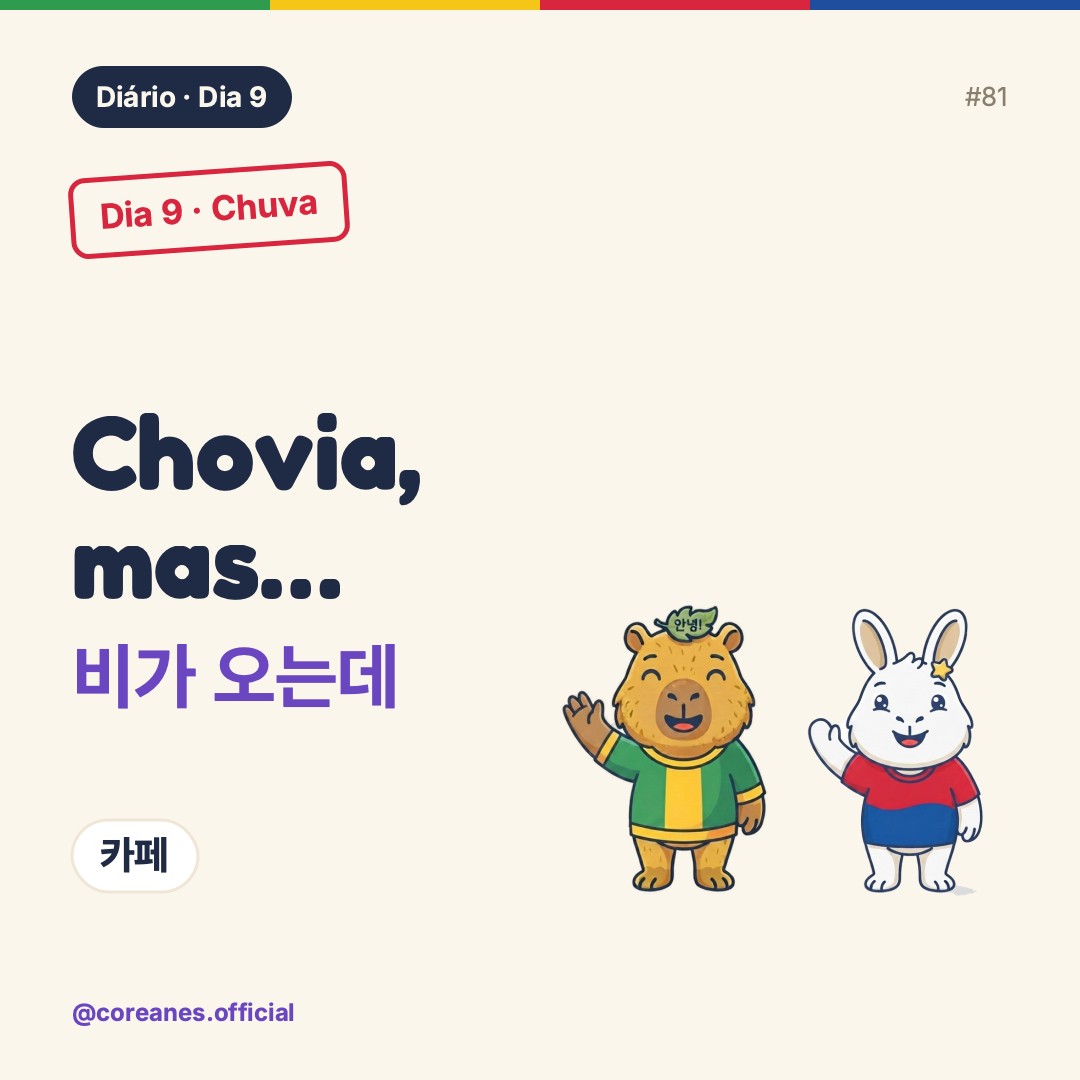 Diário · Dia 9
#81
Dia 9 · Chuva
Chovia,
mas...
비가 오는데
안녕!
카페
@coreanes.official